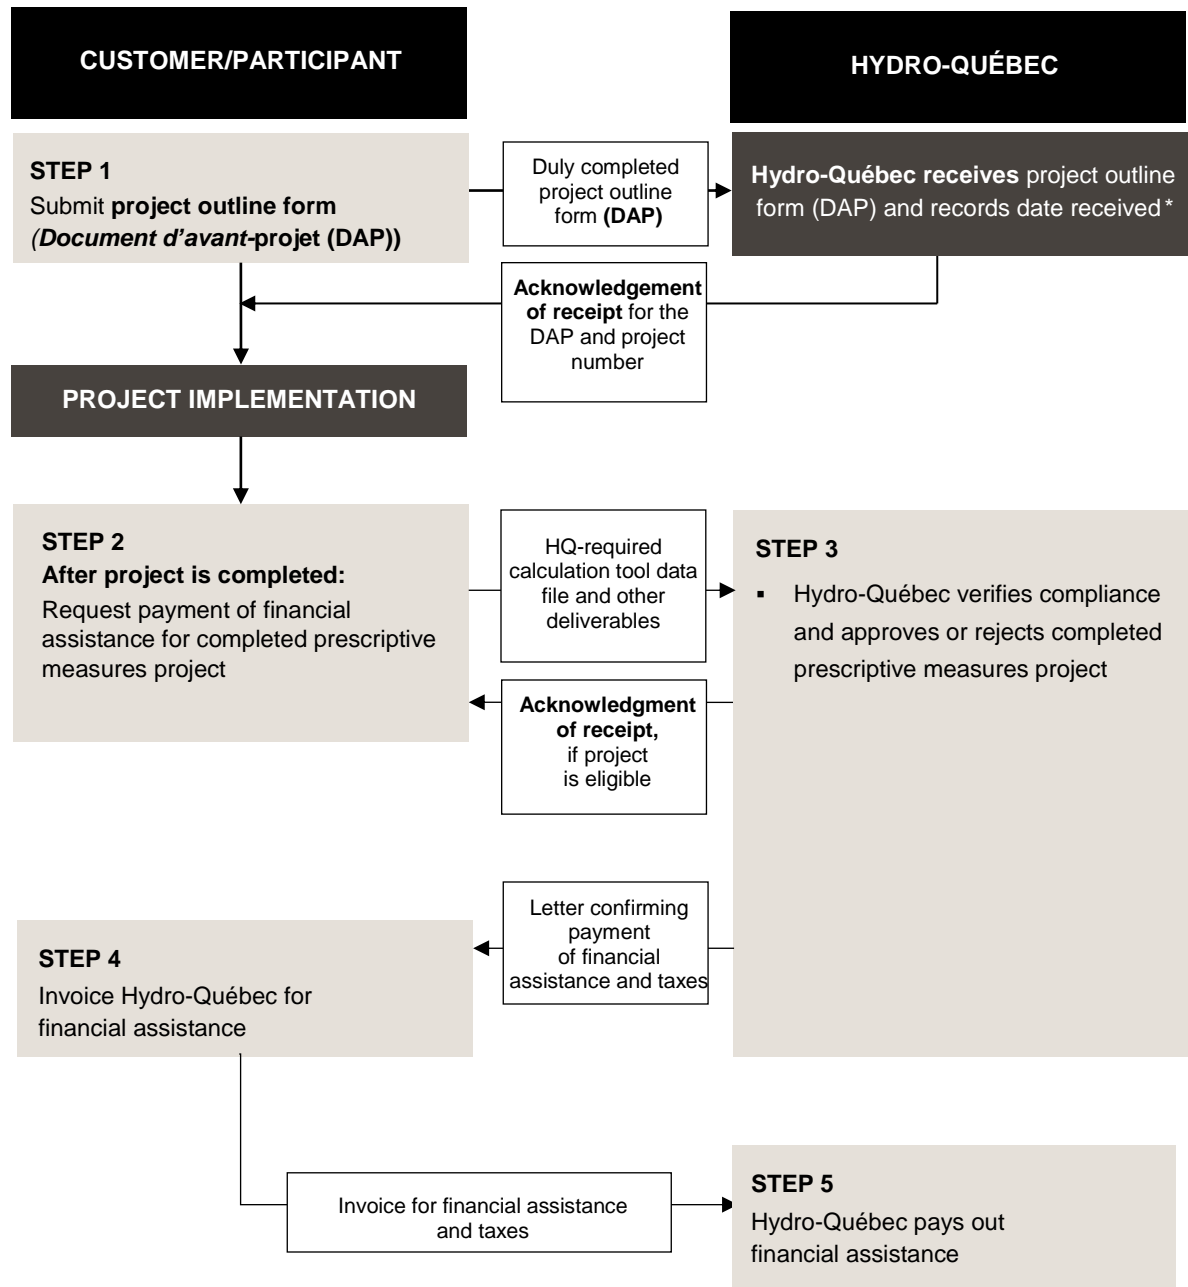 CUSTOMER/PARTICIPANT
HYDRO-QUÉBEC
STEP 1
Submit project outline form
(Document d’avant-projet (DAP))
Duly completed
project outline
form (DAP)
Hydro-Québec receives project outline
form (DAP) and records date received *
Acknowledgement
of receipt for the
DAP and project
number
PROJECT IMPLEMENTATION
STEP 2
After project is completed:
Request payment of financial
assistance for completed prescriptive
measures project
HQ-required
calculation tool data
file and other
deliverables
STEP 3
▪ Hydro-Québec verifies compliance
and approves or rejects completed
prescriptive measures project
Acknowledgment
of receipt,
if project
is eligible
Letter confirming
payment
of financial
assistance and taxes
STEP 4
Invoice Hydro-Québec for
financial assistance
Invoice for financial assistance
and taxes
STEP 5
Hydro-Québec pays out
financial assistance